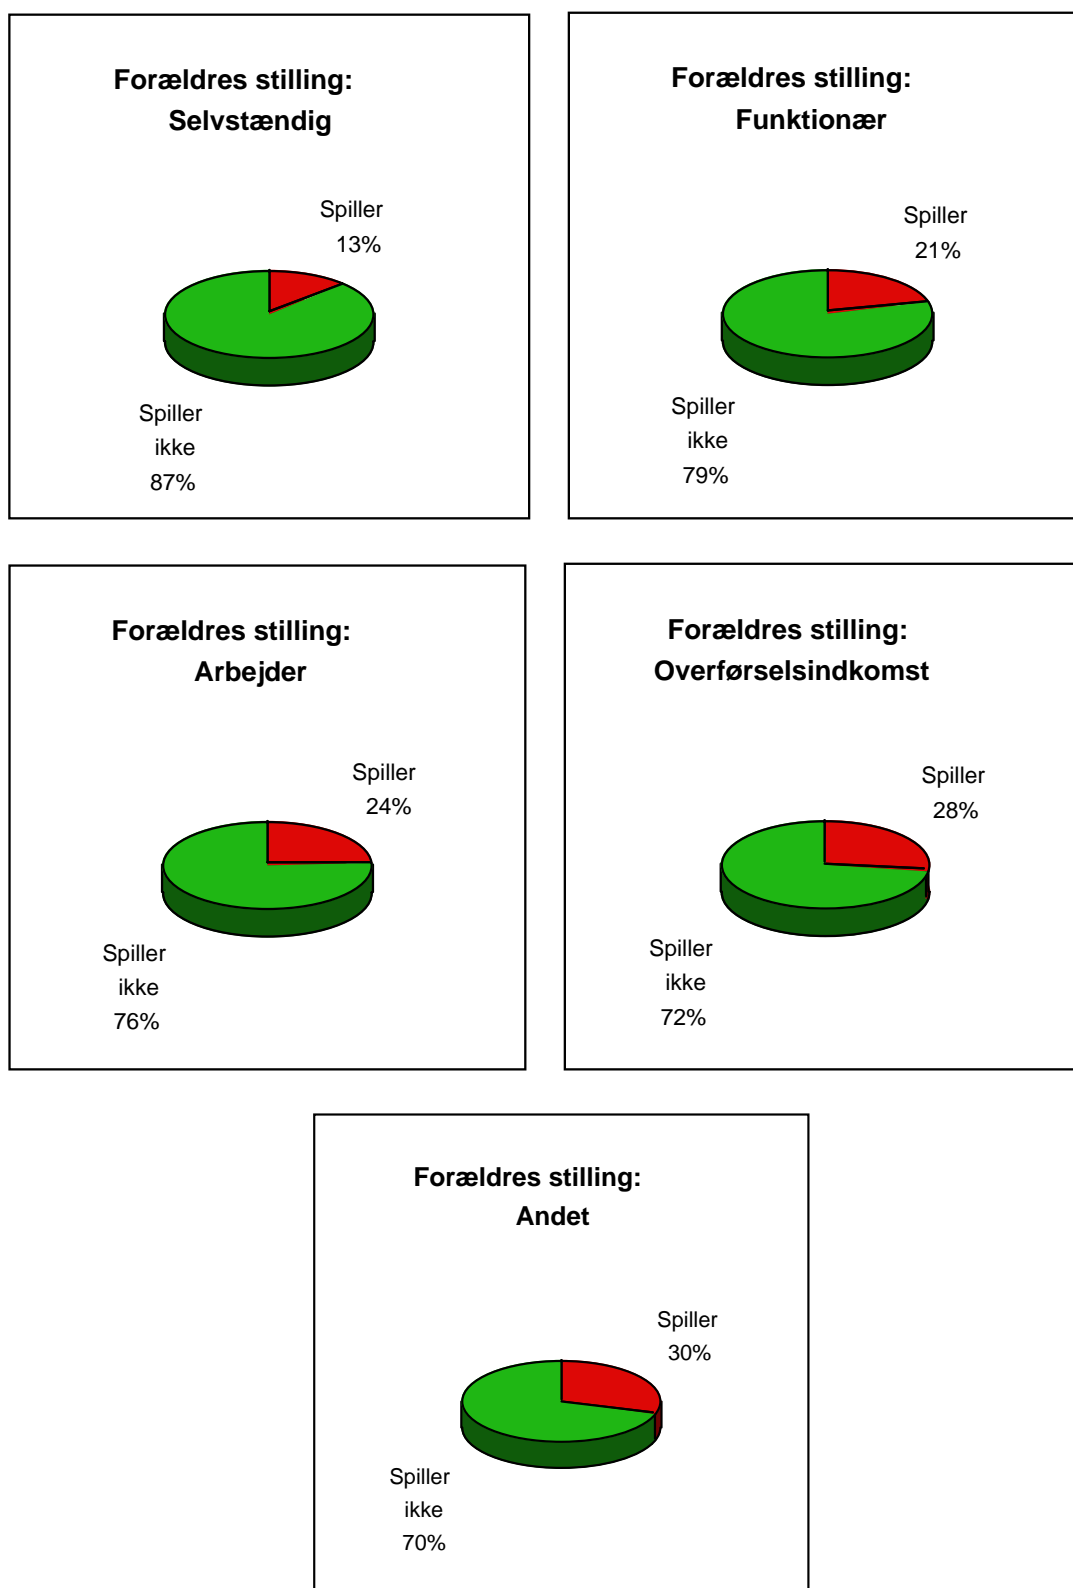 Forældres stilling:
Selvstændig
Spiller
13%
Spiller
ikke
87%
Forældres stilling:
Funktionær
Spiller
21%
Spiller
ikke
79%
Forældres stilling:
Arbejder
Spiller
24%
Spiller
ikke
76%
Forældres stilling:
Overførselsindkomst
Spiller
28%
Spiller
ikke
72%
Forældres stilling:
Andet
Spiller
30%
Spiller
ikke
70%